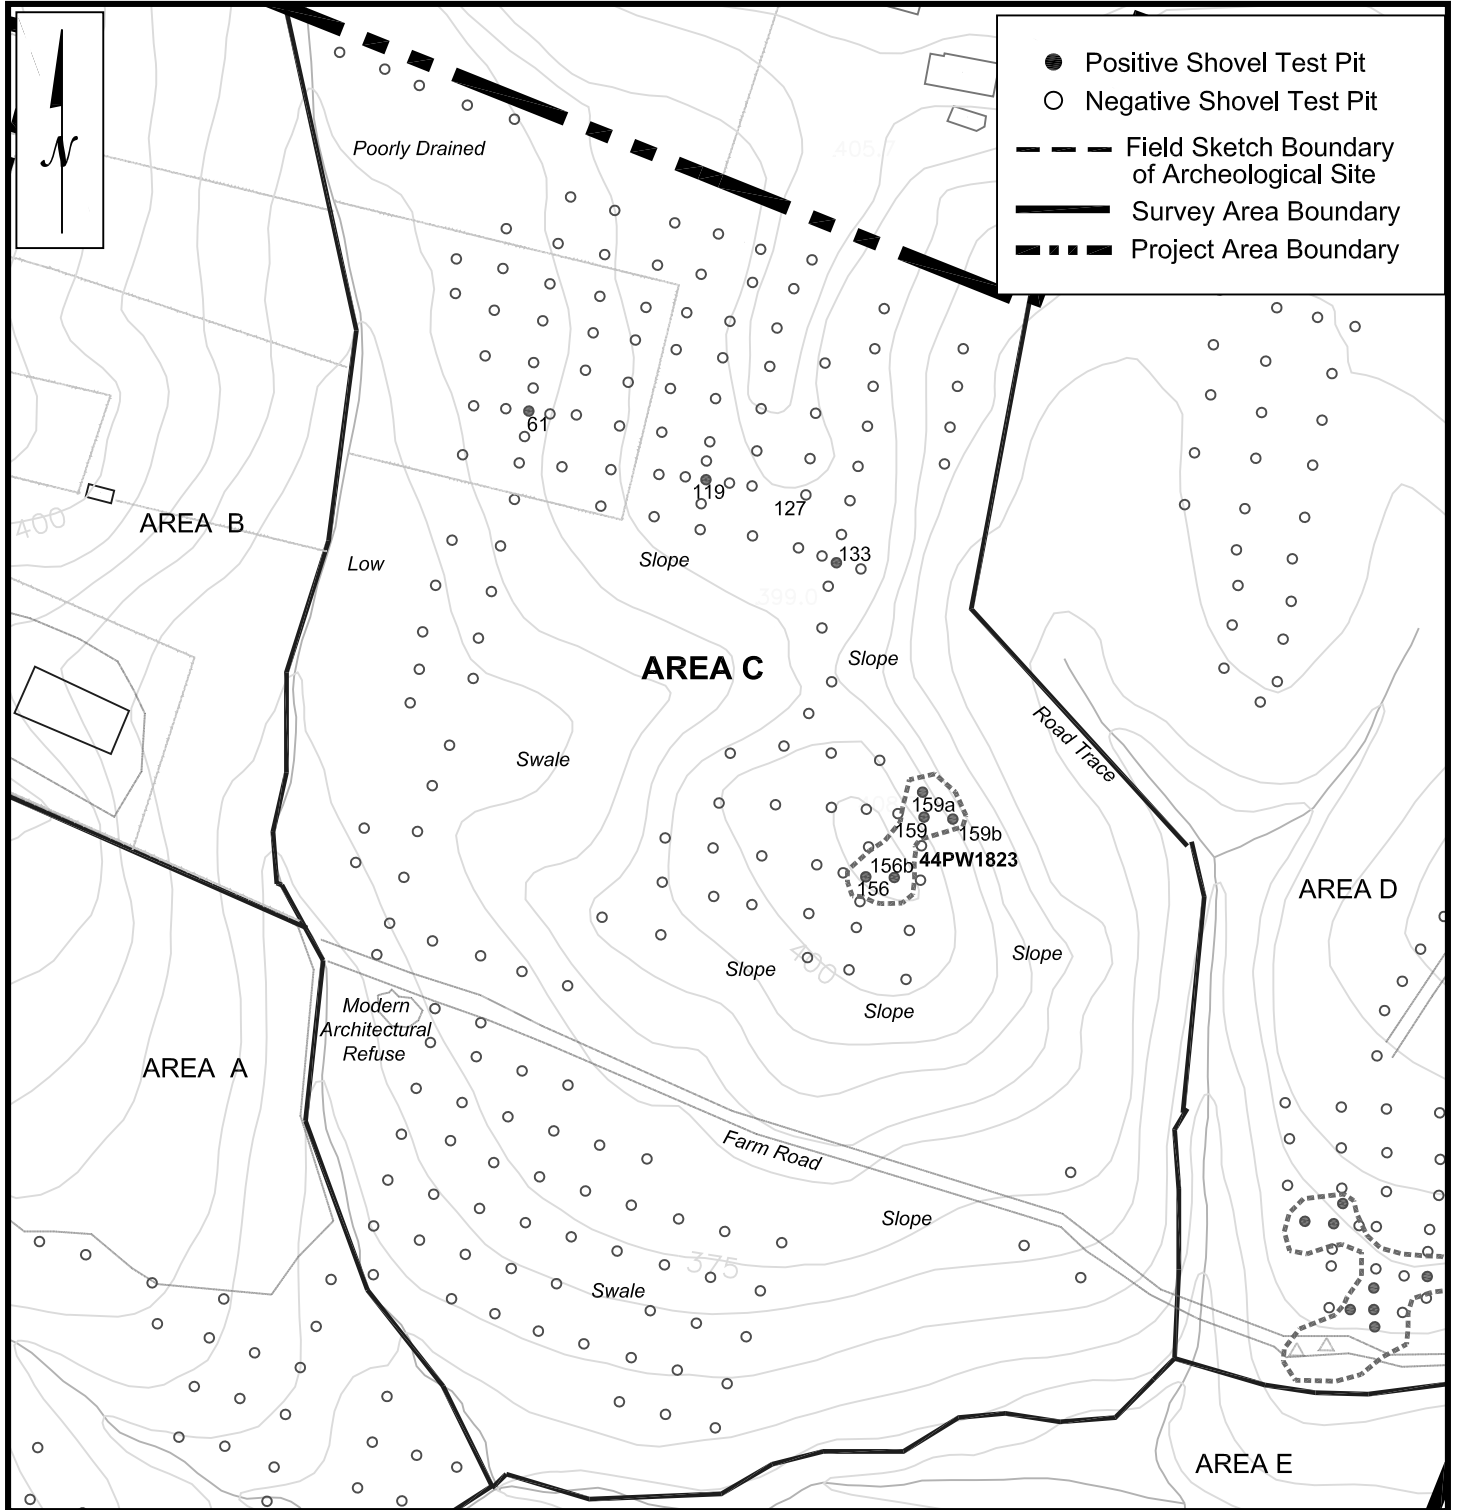 N
Positive Shovel Test Pit
Negative Shovel Test Pit
Field Sketch Boundary
of Archeological Site
Survey Area Boundary
Project Area Boundary
Poorly Drained
405.7
61
119
127
133
400
AREA B
Low
Slope
399.0
AREA C
Slope
Road Trace
Swale
159a
159
159b
44PW1823
156b
156
AREA D
Slope
400
Slope
Slope
Modern
Architectural
Refuse
AREA A
Farm Road
Slope
375
Swale
AREA E